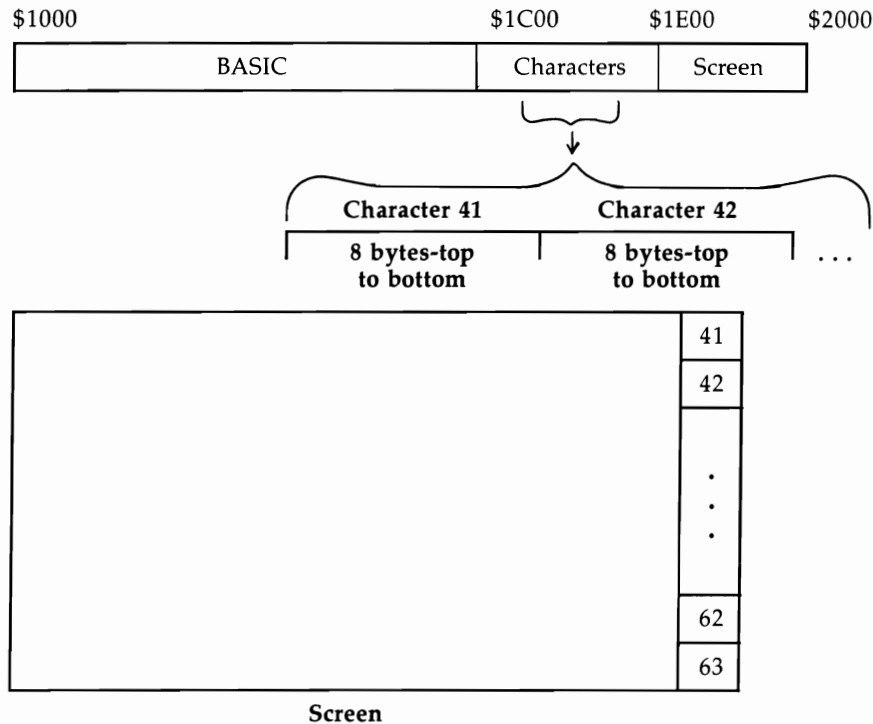 $1000 $1C00 $1E00 $2000
BASIC Characters Screen
Character 41 Character 42
8 bytes-top 8 bytes-top . . .
to bottom to bottom
41
42
.
.
.
62
63
Screen